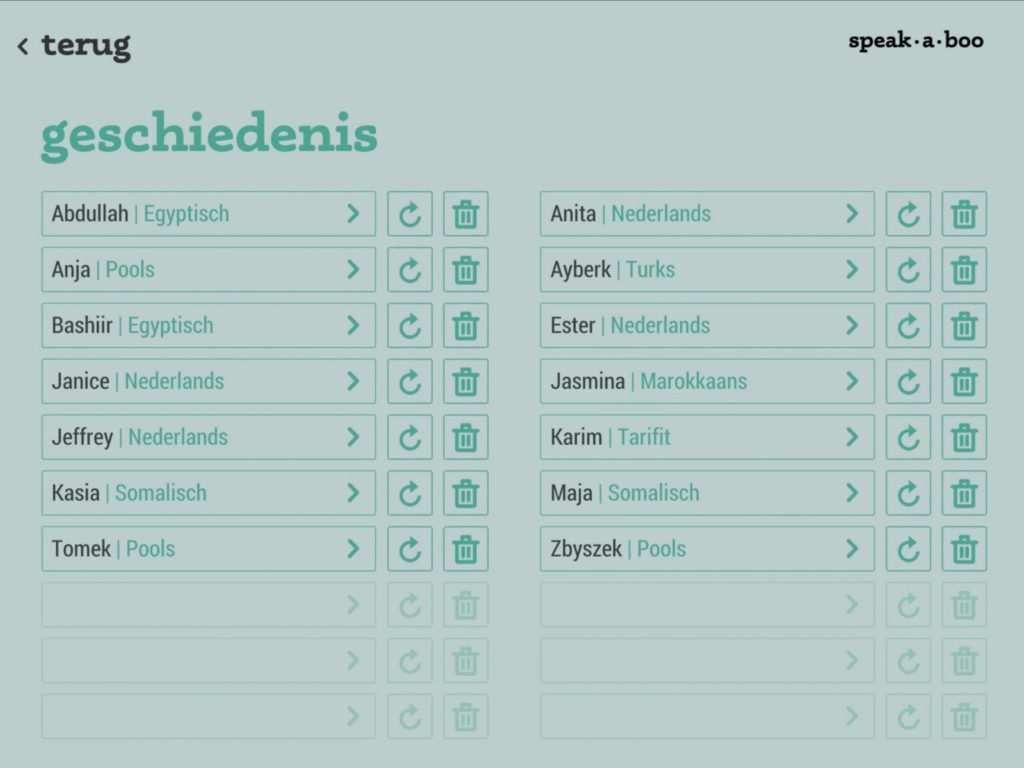 terug
speak·a·boo
geschiedenis
Abdullah | Egyptisch
Anita | Nederlands
Anja | Pools
Ayberk | Turks
Bashiir | Egyptisch
Ester | Nederlands
Janice | Nederlands
Jasmina | Marokkaans
Jeffrey | Nederlands
Karim | Tarifit
Kasia | Somalisch
Maja | Somalisch
Tomek | Pools
Zbyszek | Pools